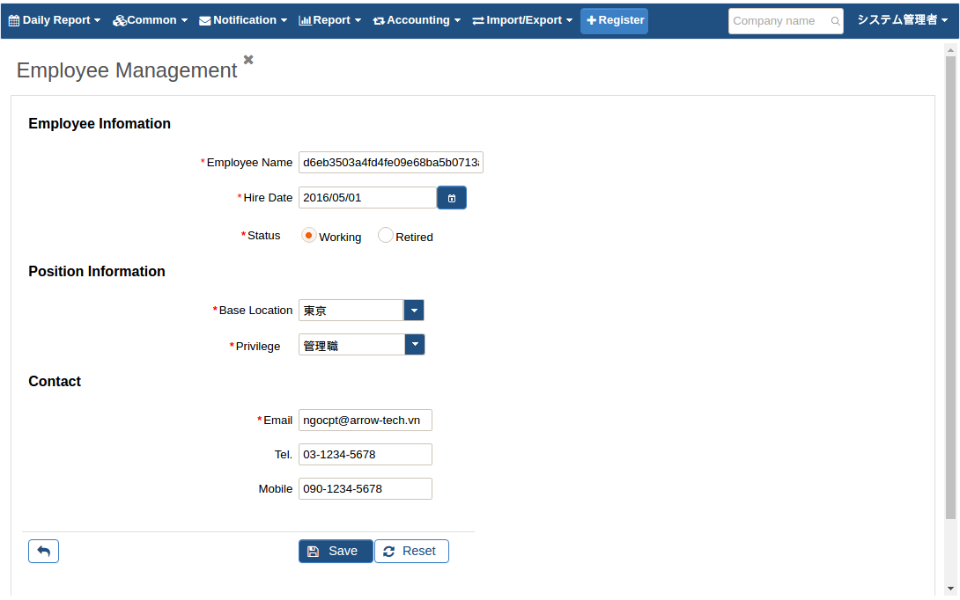 Daily Report Common Notification Report Accounting Import/Export Register Company name システム管理者
Employee Management
Employee Infomation
*Employee Name d6eb3503a4fd4fe09e68ba5b0713
*Hire Date 2016/05/01
*Status Working Retired
Position Information
*Base Location 東京
*Privilege 管理職
Contact
*Email ngocpt@arrow-tech.vn
Tel. 03-1234-5678
Mobile 090-1234-5678
Save Reset